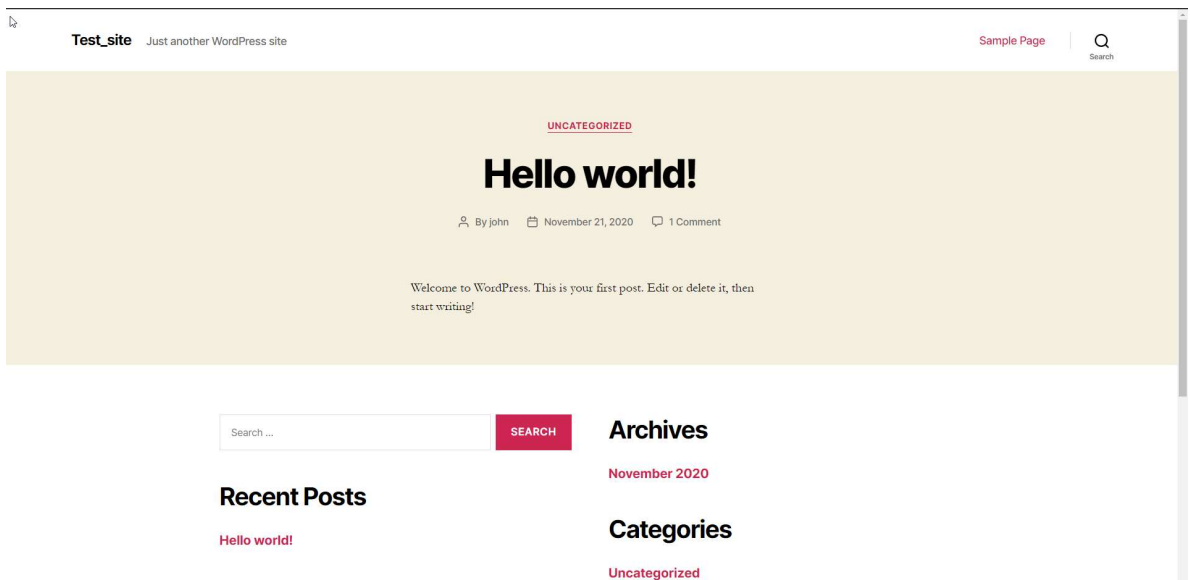 Test_site Just another WordPress site Sample Page
Search
UNCATEGORIZED
Hello world!
By john November 21, 2020 1 Comment
Welcome to WordPress. This is your first post. Edit or delete it, then
start writing!
Search ... SEARCH
Recent Posts
Hello world!
Archives
November 2020
Categories
Uncategorized